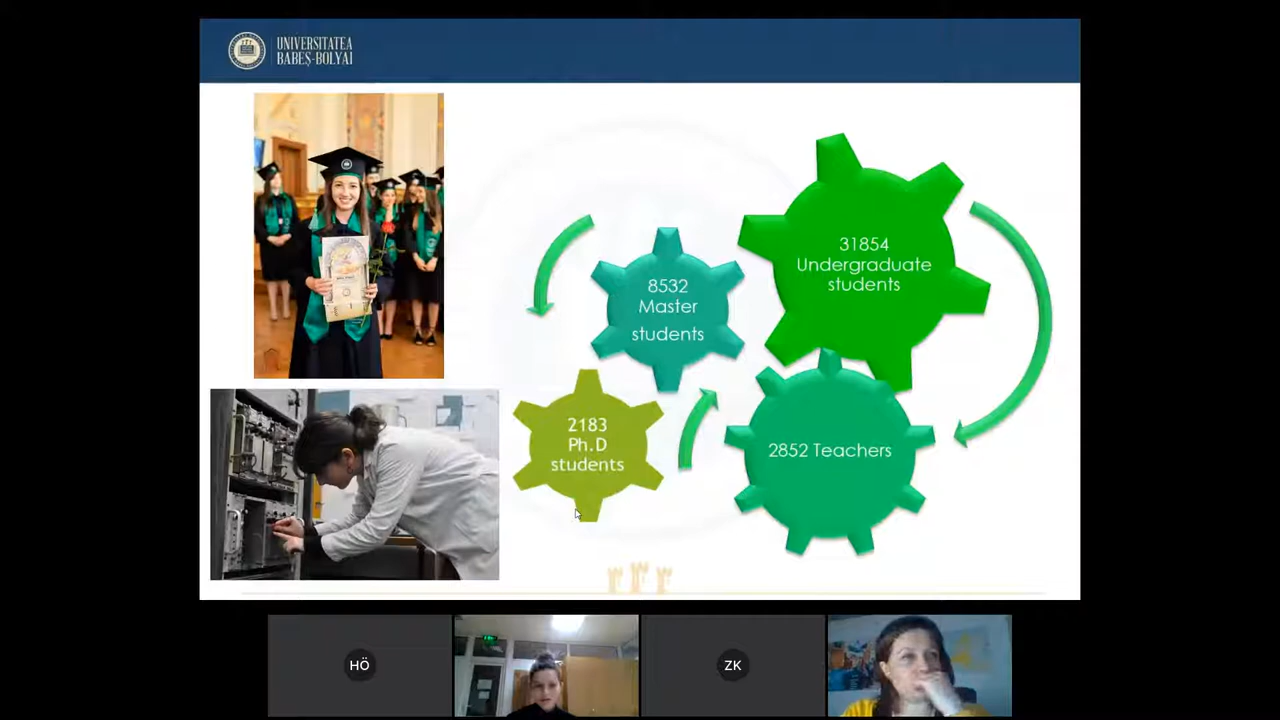 UNIVERSITATEA
BABEȘ-BOLYAI
31854
Undergraduate
students
8532
Master
students
2183
Ph.D
students
2852 Teachers
HÖ
ZK